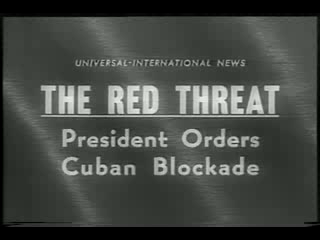 UNIVERSAL-INTERNATIONAL NEWS
THE RED THREAT
President Orders
Cuban Blockade